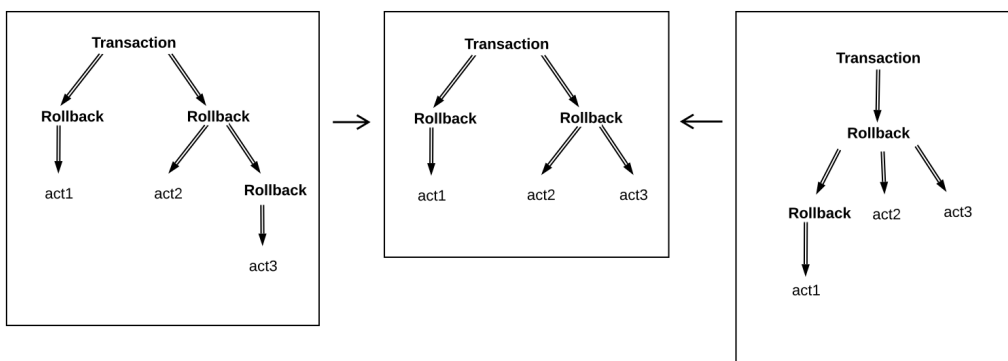 Transaction
Rollback Rollback
act1 act2 Rollback
act3
Transaction
Rollback Rollback
act1 act2 act3
Transaction
Rollback
Rollback act2 act3
act1